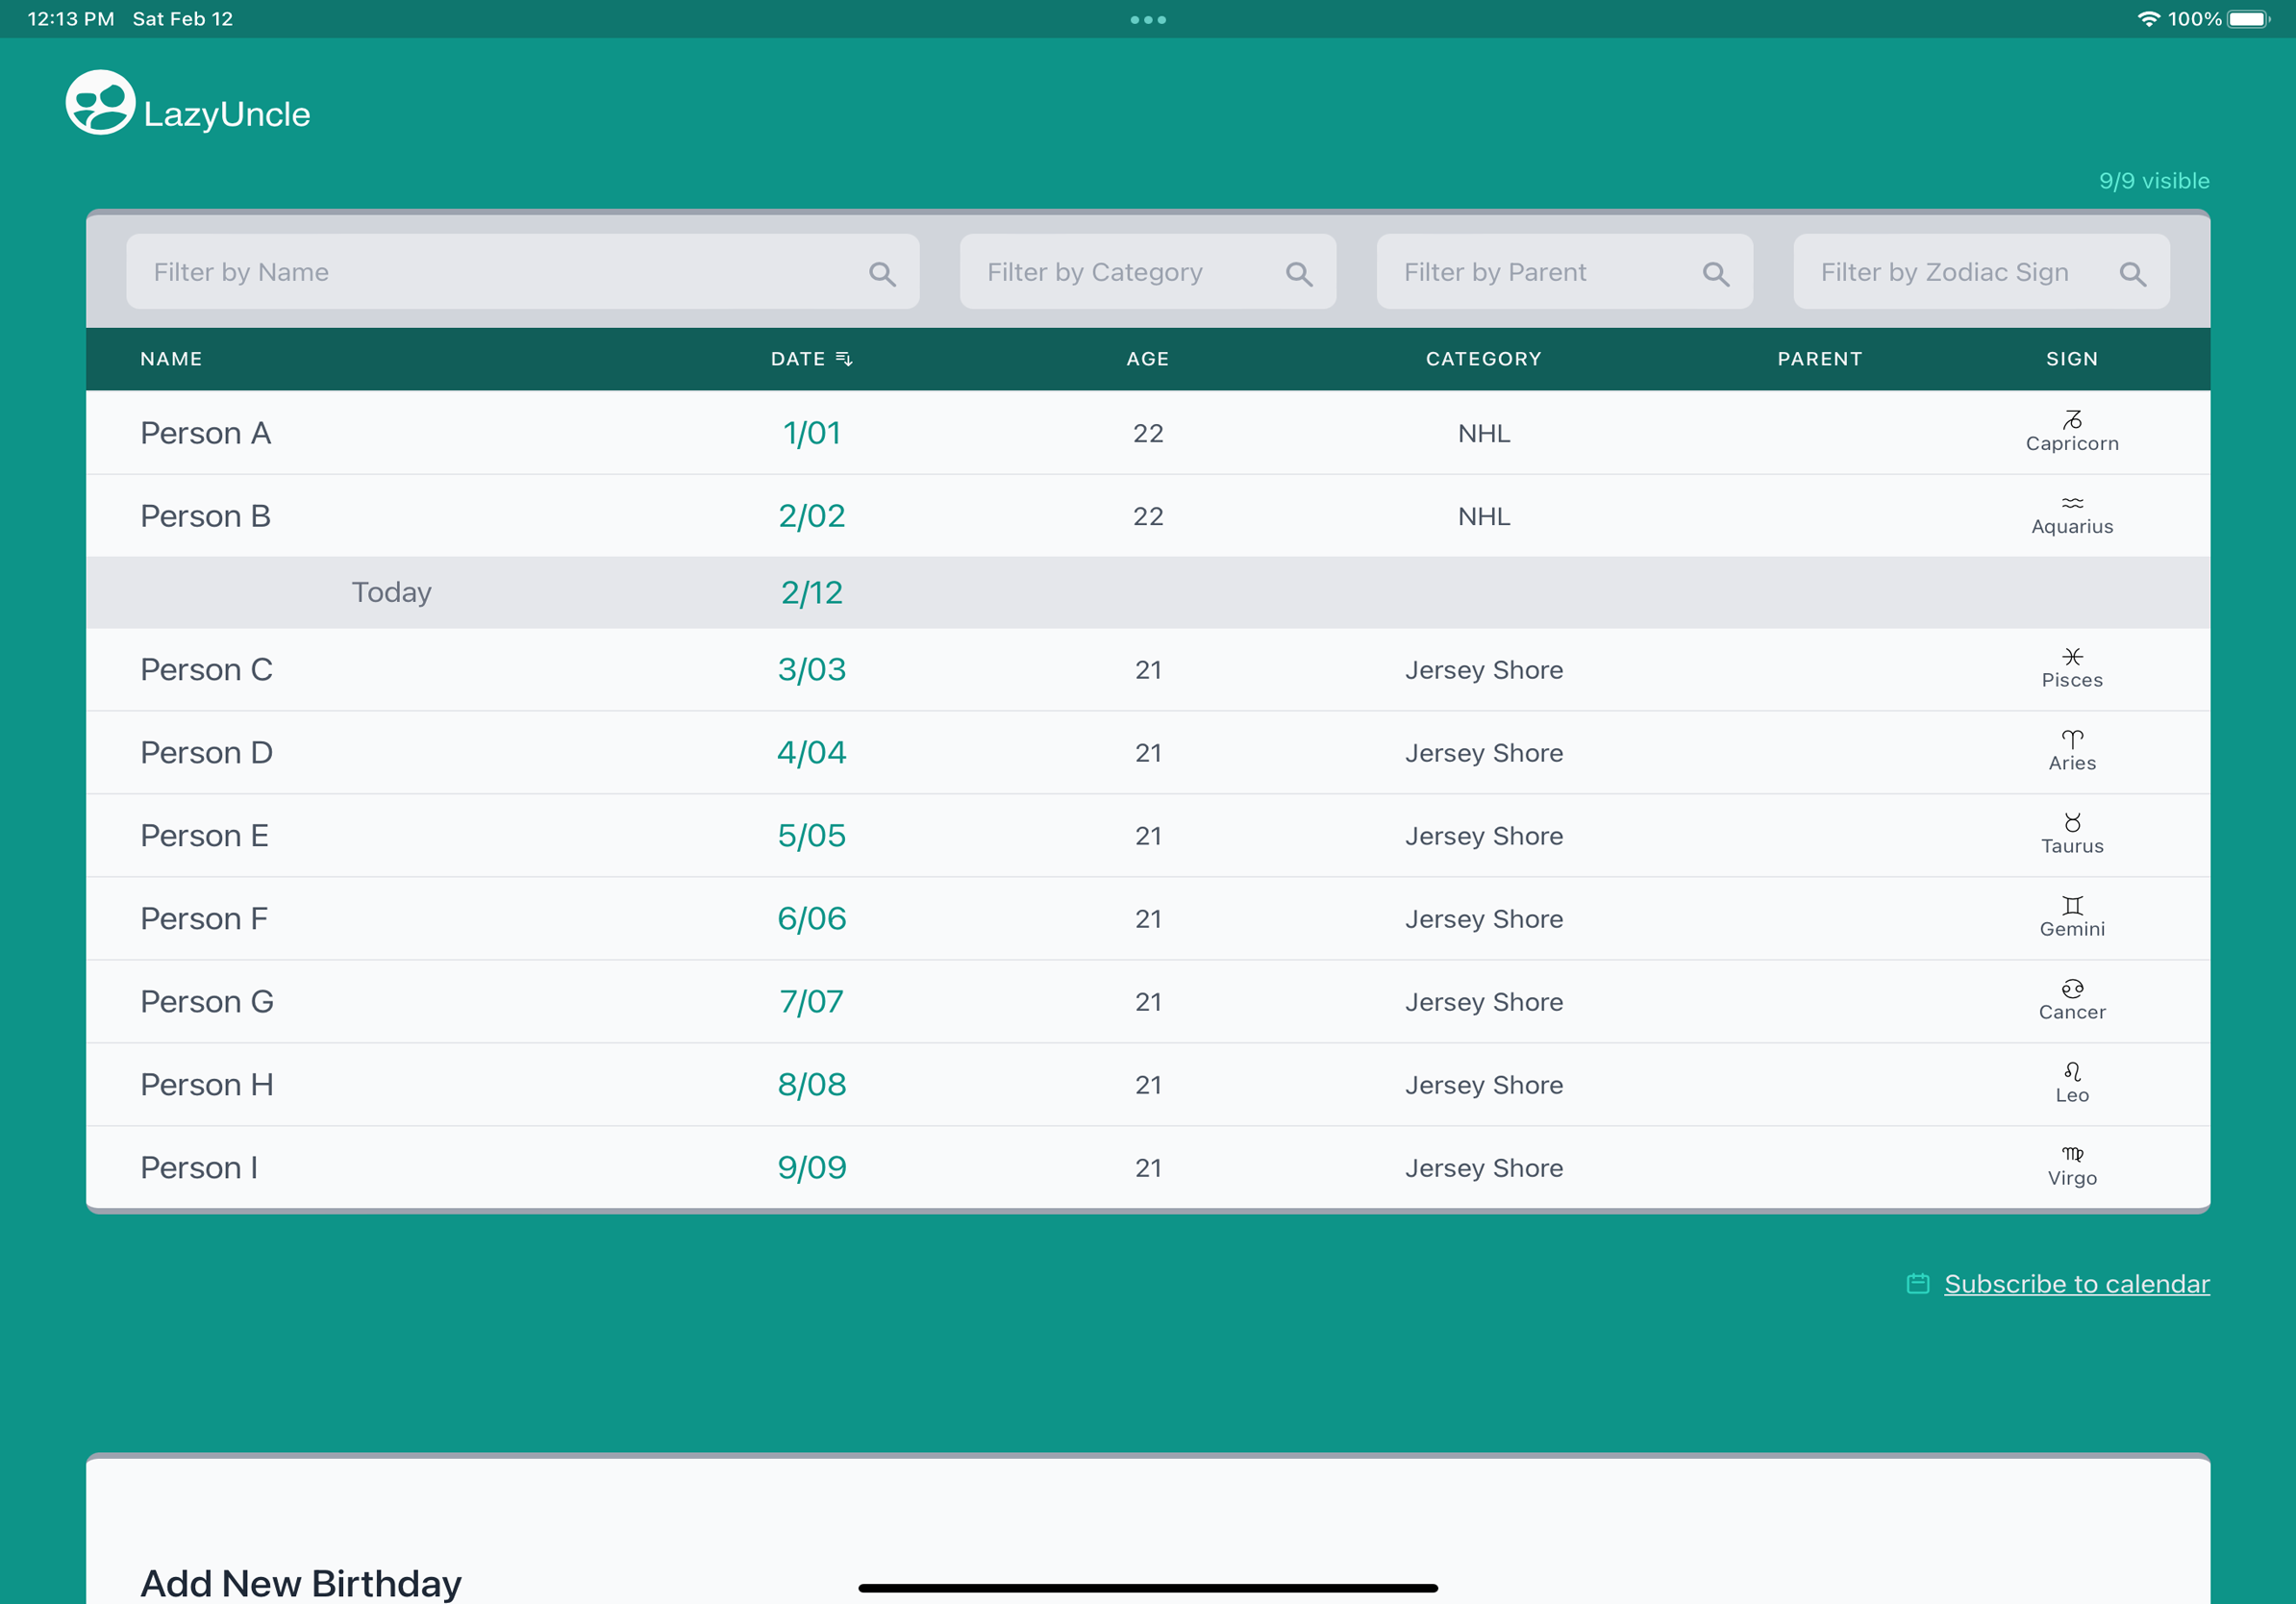 12:13 PM Sat Feb 12 100%
LazyUncle
9/9 visible
Filter by Name Filter by Category Filter by Parent Filter by Zodiac Sign
NAME DATE AGE CATEGORY PARENT SIGN
Person A 1/01 22 NHL Capricorn
Person B 2/02 22 NHL Aquarius
Today 2/12
Person C 3/03 21 Jersey Shore Pisces
Person D 4/04 21 Jersey Shore Aries
Person E 5/05 21 Jersey Shore Taurus
Person F 6/06 21 Jersey Shore Gemini
Person G 7/07 21 Jersey Shore Cancer
Person H 8/08 21 Jersey Shore Leo
Person I 9/09 21 Jersey Shore Virgo
Subscribe to calendar
Add New Birthday